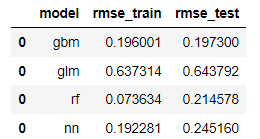 model rmse_train rmse_test
0 gbm 0.196001 0.197300
0 glm 0.637314 0.643792
0 rf 0.073634 0.214578
0 nn 0.192281 0.245160